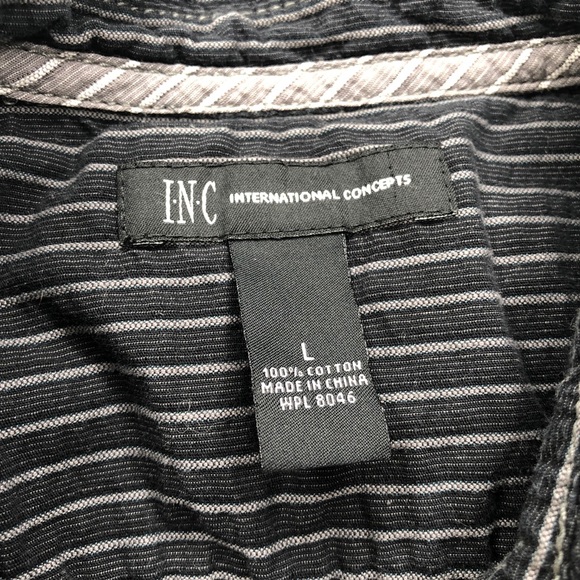 I·N·C INTERNATIONAL CONCEPTS
L
100% COTTON
MADE IN CHINA
WPL 8046